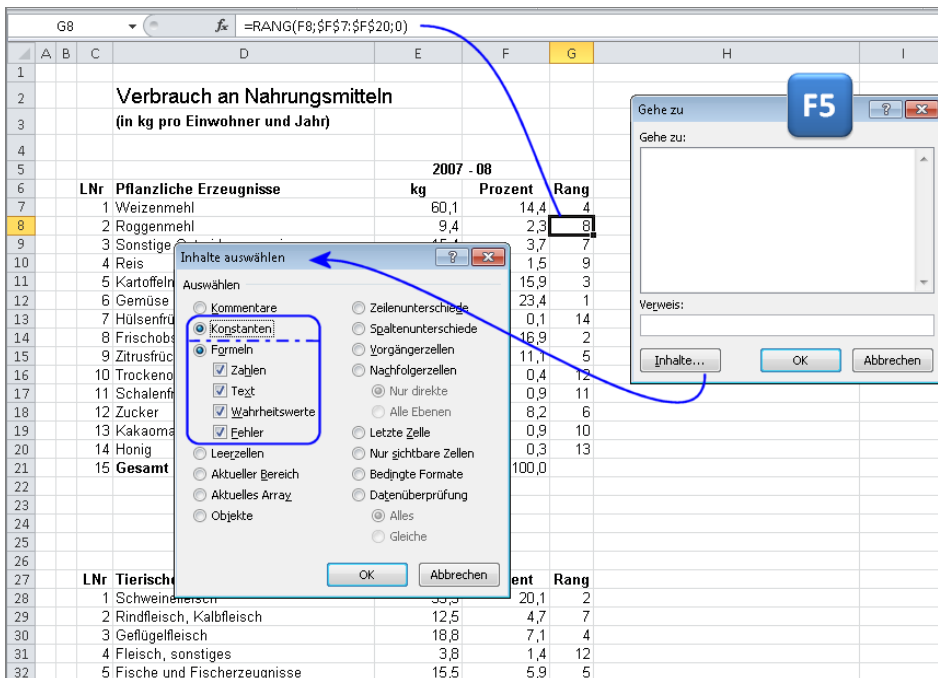 G8 fx =RANG(F8;$F$7:$F$20;0)
A B C D E F G H I
1
2 Verbrauch an Nahrungsmitteln
3 (in kg pro Einwohner und Jahr)
4
5 2007 - 08
6 LNr Pflanzliche Erzeugnisse kg Prozent Rang
7 1 Weizenmehl 60,1 14,4 4
8 2 Roggenmehl 9,4 2,3 8
9 3 Sonstige 3,7 7
10 4 Reis 1,5 9
11 5 Kartoffeln 15,9 3
12 6 Gemüse 23,4 1
13 7 Hülsenfrü 0,1 14
14 8 Frischobs 16,9 2
15 9 Zitrusfrüc 11,1 5
16 10 Trockeno 0,4 12
17 11 Schalenfr 0,9 11
18 12 Zucker 8,2 6
19 13 Kakaoma 0,9 10
20 14 Honig 0,3 13
21 15 Gesamt 100,0
22
23
24
25
26
27 LNr Tierische ent Rang
28 1 Schweinefleisch 20,1 2
29 2 Rindfleisch, Kalbfleisch 12,5 4,7 7
30 3 Geflügelfleisch 18,8 7,1 4
31 4 Fleisch, sonstiges 3,8 1,4 12
32 5 Fische und Fischerzeugnisse 15,5 5,9 5
Inhalte auswählen
Auswählen
Kommentare
Konstanten
Formeln
Zahlen
Text
Wahrheitswerte
Fehler
Leerzellen
Aktueller Bereich
Aktuelles Array
Objekte
Zeilenunterschiede
Spaltenunterschiede
Vorgängerzellen
Nachfolgerzellen
Nur direkte
Alle Ebenen
Letzte Zelle
Nur sichtbare Zellen
Bedingte Formate
Datenüberprüfung
Alles
Gleiche
OK Abbrechen
F5
Gehe zu
Gehe zu:
Verweis:
Inhalte... OK Abbrechen